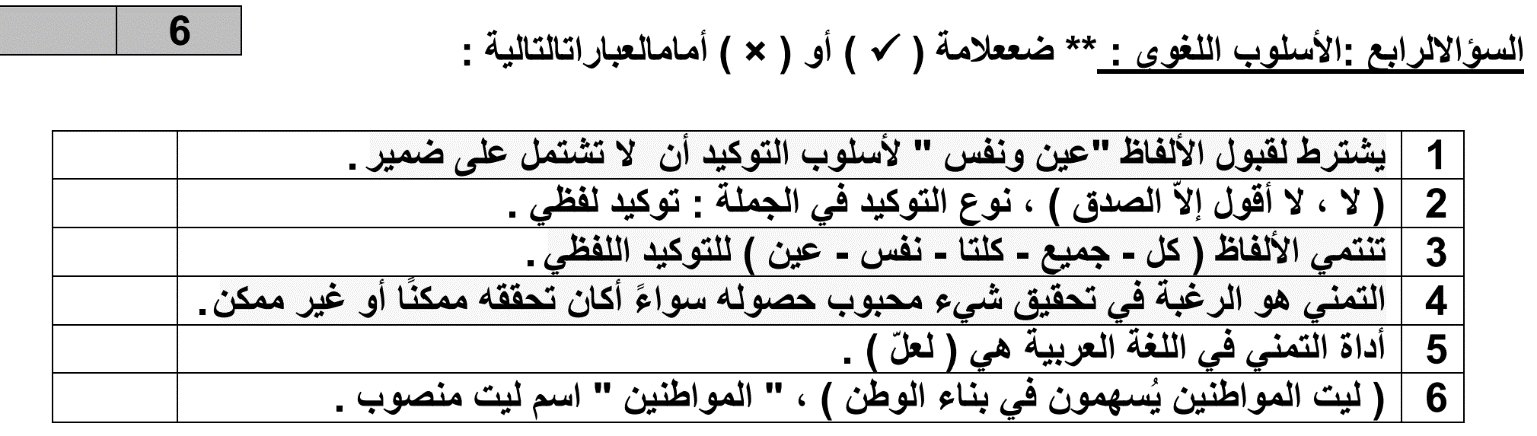 6
السؤالالرابع :الأسلوب اللغوي : ** ضععلامة ( ✓ ) أو ( × ) أمامالعباراتالتالية :
1 يشترط لقبول الألفاظ "عين ونفس " لأسلوب التوكيد أن لا تشتمل على ضمير .
2 ( لا ، لا أقول إلاّ الصدق ) ، نوع التوكيد في الجملة : توكيد لفظي .
3 تنتمي الألفاظ ( كل - جميع - كلتا - نفس - عين ) للتوكيد اللفظي .
4 التمني هو الرغبة في تحقيق شيء محبوب حصوله سواءً أكان تحققه ممكنًا أو غير ممكن.
5 أداة التمني في اللغة العربية هي ( لعلّ ) .
6 ( ليت المواطنين يُسهمون في بناء الوطن ) ، " المواطنين " اسم ليت منصوب .